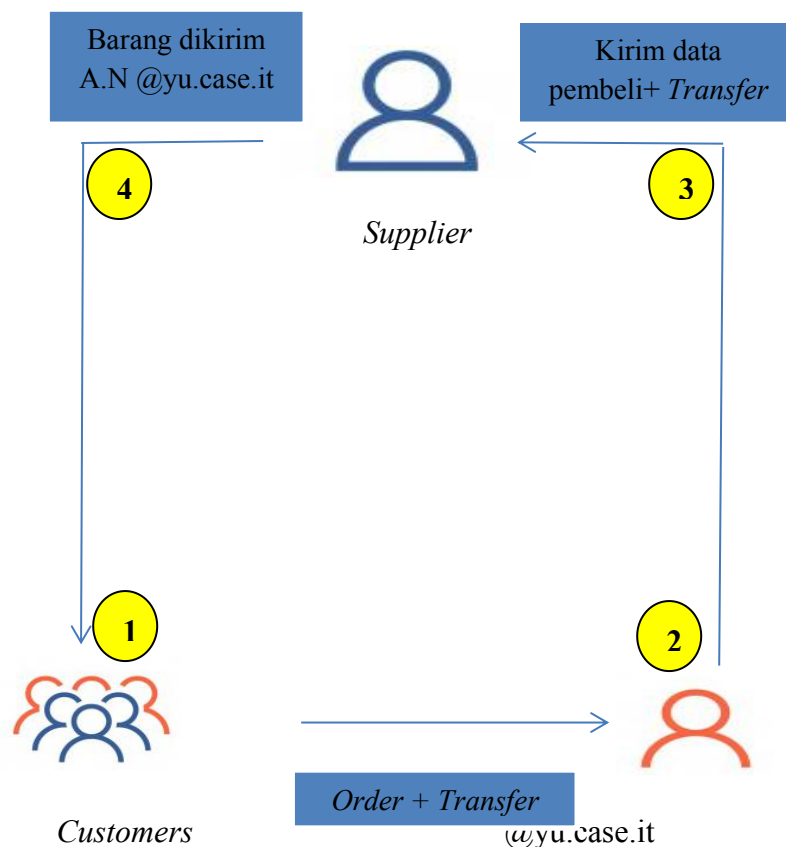 Barang dikirim
A.N @yu.case.it
Kirim data
pembeli+ Transfer
4
3
Supplier
1
2
Order + Transfer
Customers
@yu.case.it